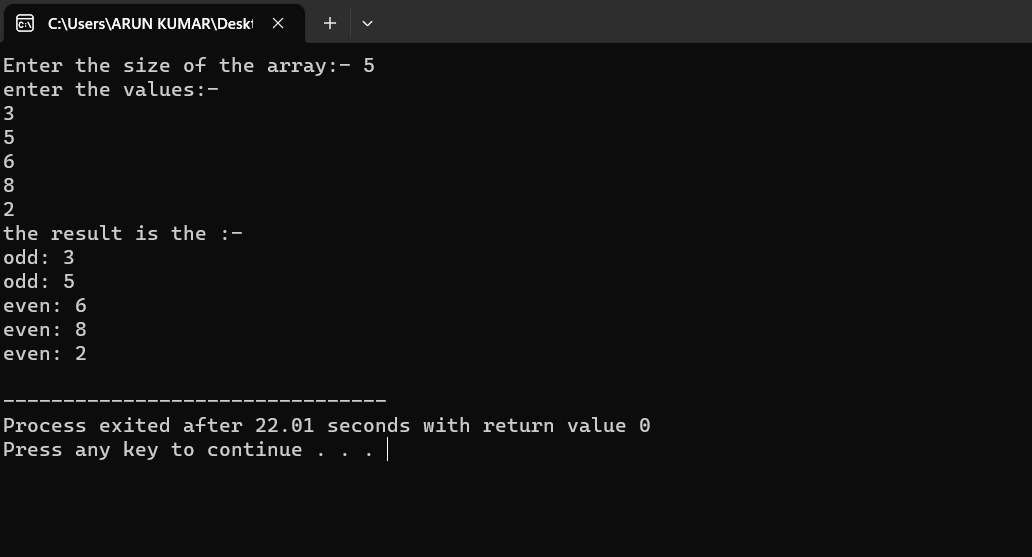 C:\Users\ARUN KUMAR\Deskt
Enter the size of the array:- 5
enter the values:-
3
5
6
8
2
the result is the :-
odd: 3
odd: 5
even: 6
even: 8
even: 2
--------------------------------
Process exited after 22.01 seconds with return value 0
Press any key to continue . . .